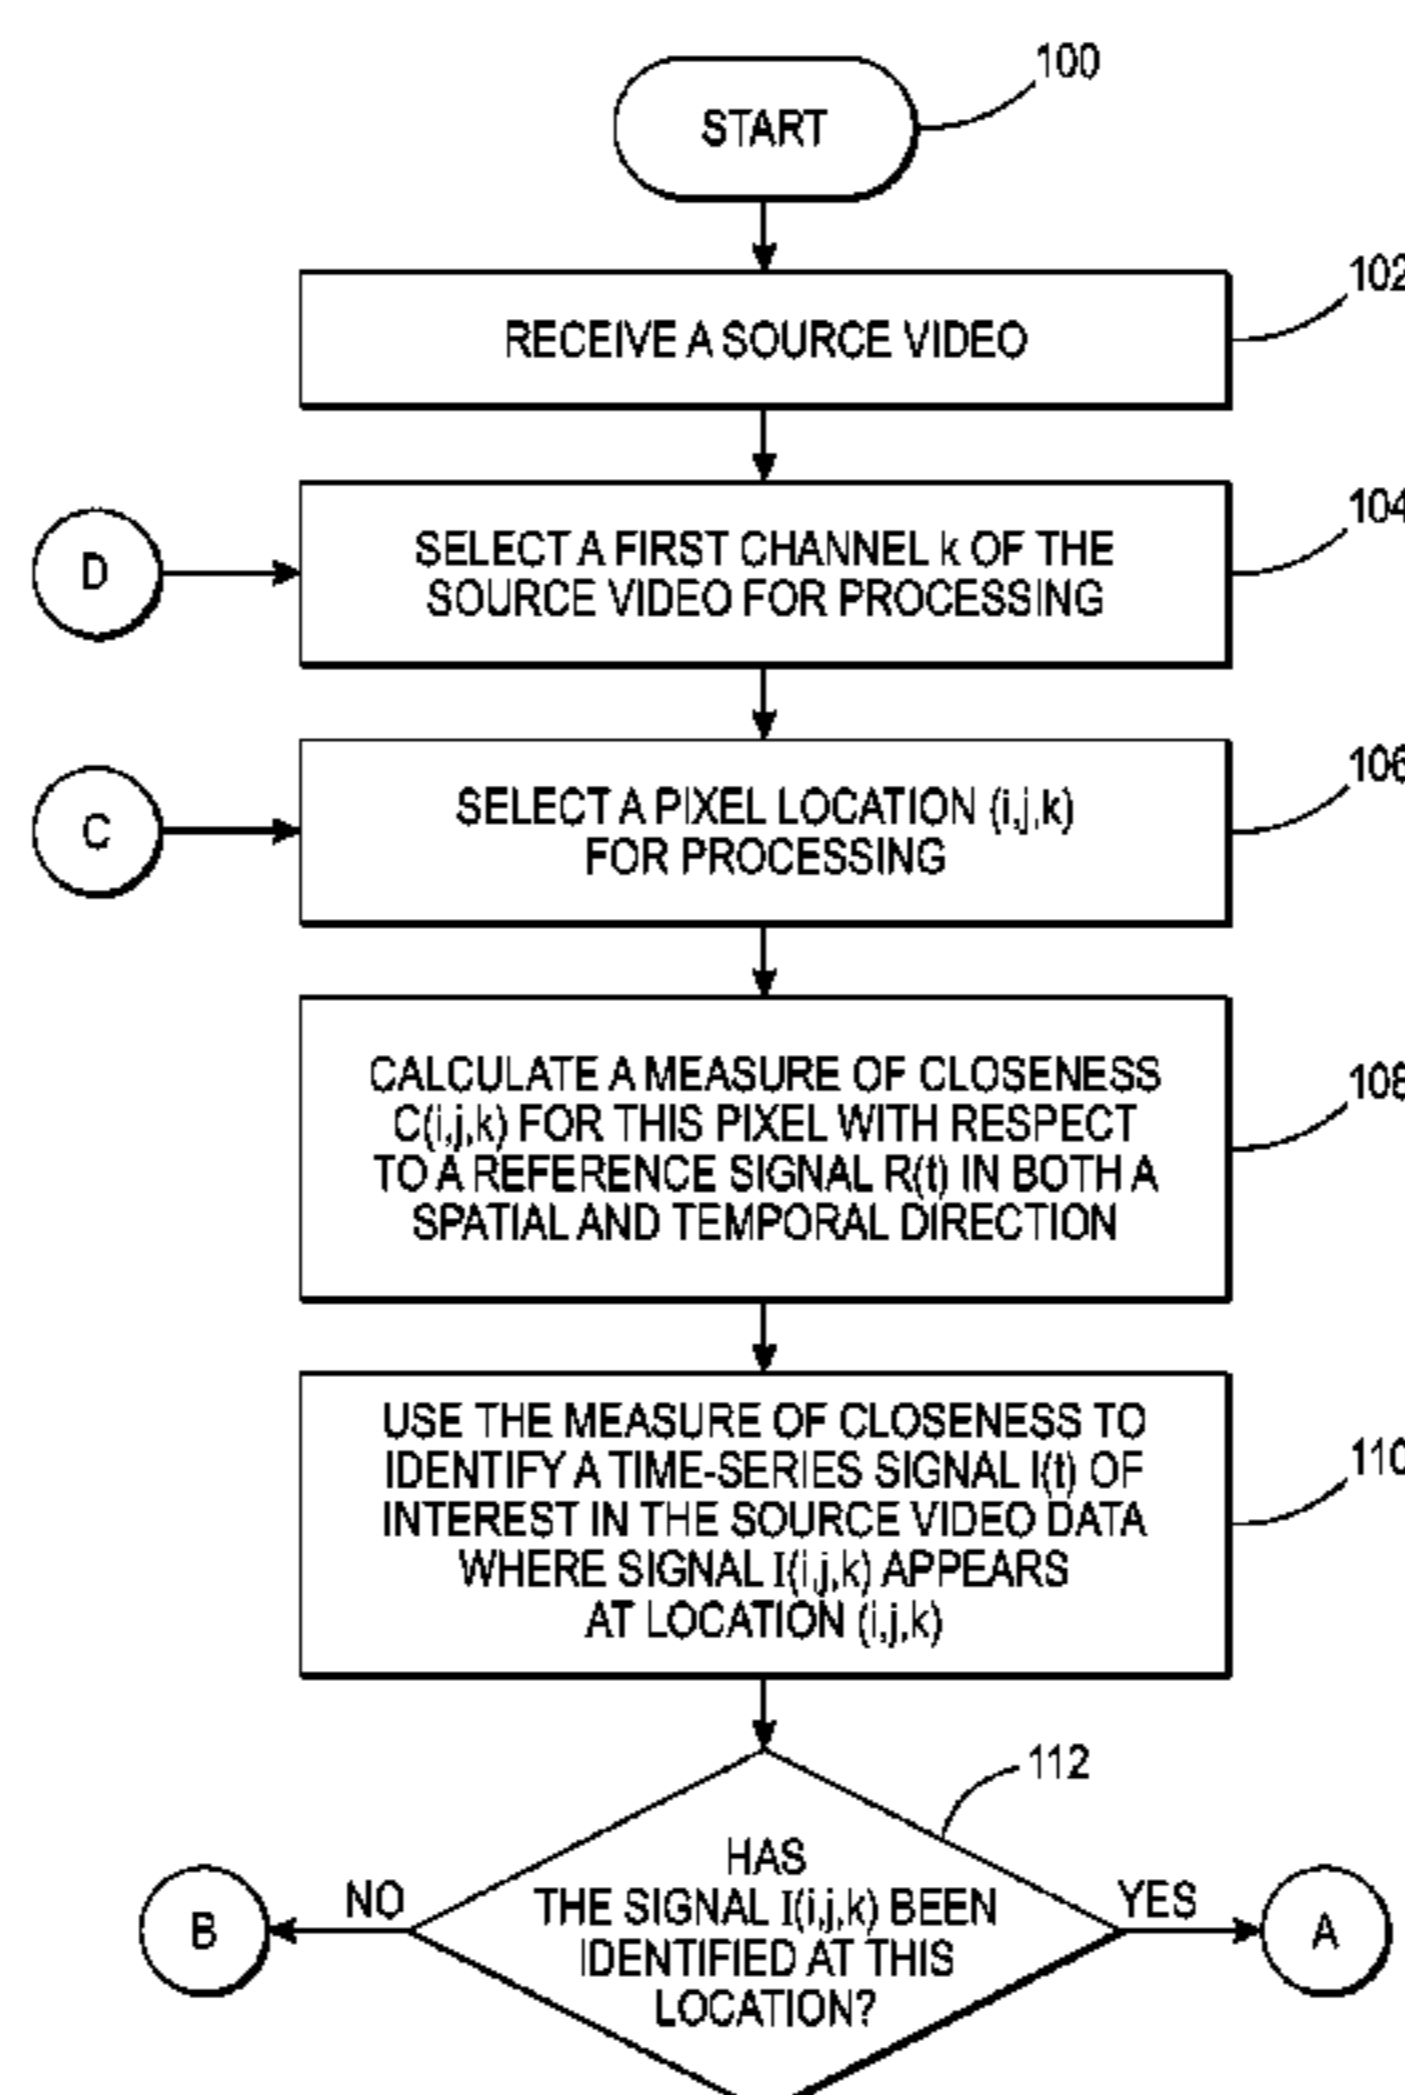 START
100
RECEIVE A SOURCE VIDEO
102
D
SELECT A FIRST CHANNEL k OF THE
SOURCE VIDEO FOR PROCESSING
104
C
SELECT A PIXEL LOCATION (i,j,k)
FOR PROCESSING
106
CALCULATE A MEASURE OF CLOSENESS
C(i,j,k) FOR THIS PIXEL WITH RESPECT
TO A REFERENCE SIGNAL R(t) IN BOTH A
SPATIAL AND TEMPORAL DIRECTION
108
USE THE MEASURE OF CLOSENESS TO
IDENTIFY A TIME-SERIES SIGNAL I(t) OF
INTEREST IN THE SOURCE VIDEO DATA
WHERE SIGNAL I(i,j,k) APPEARS
AT LOCATION (i,j,k)
110
112
HAS
THE SIGNAL I(i,j,k) BEEN
IDENTIFIED AT THIS
LOCATION?
NO
B
YES
A